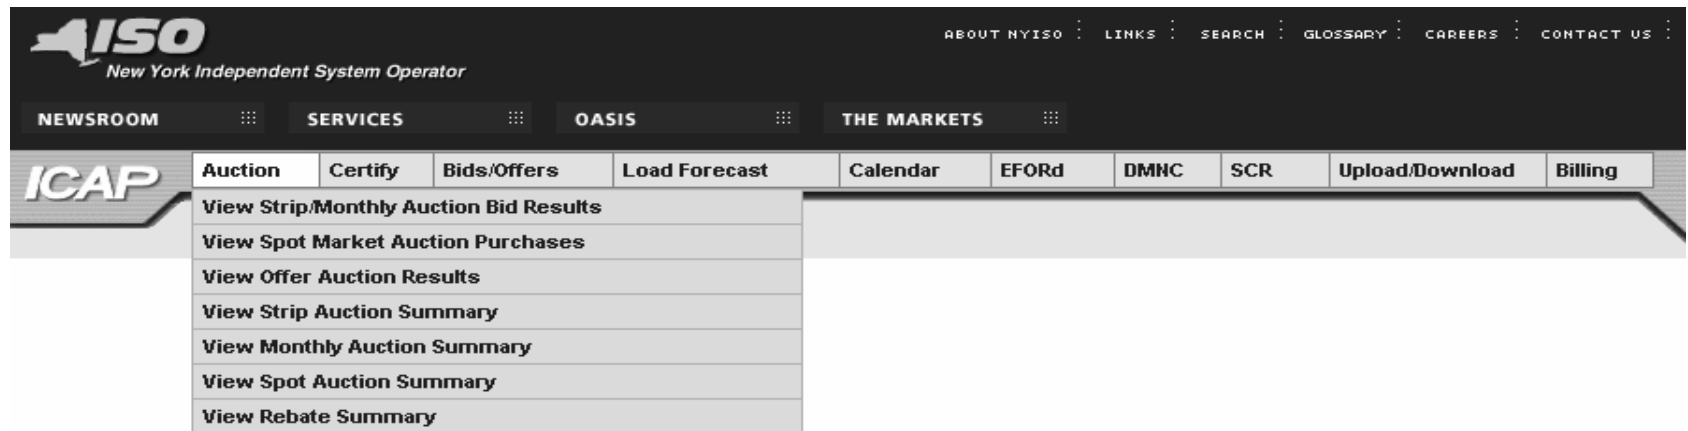 ISO
ABOUT NYISO LINKS SEARCH GLOSSARY CAREERS CONTACT US
New York Independent System Operator
NEWSROOM SERVICES OASIS THE MARKETS
ICAP
Auction Certify Bids/Offers Load Forecast Calendar EFORd DMNC SCR Upload/Download Billing
View Strip/Monthly Auction Bid Results
View Spot Market Auction Purchases
View Offer Auction Results
View Strip Auction Summary
View Monthly Auction Summary
View Spot Auction Summary
View Rebate Summary